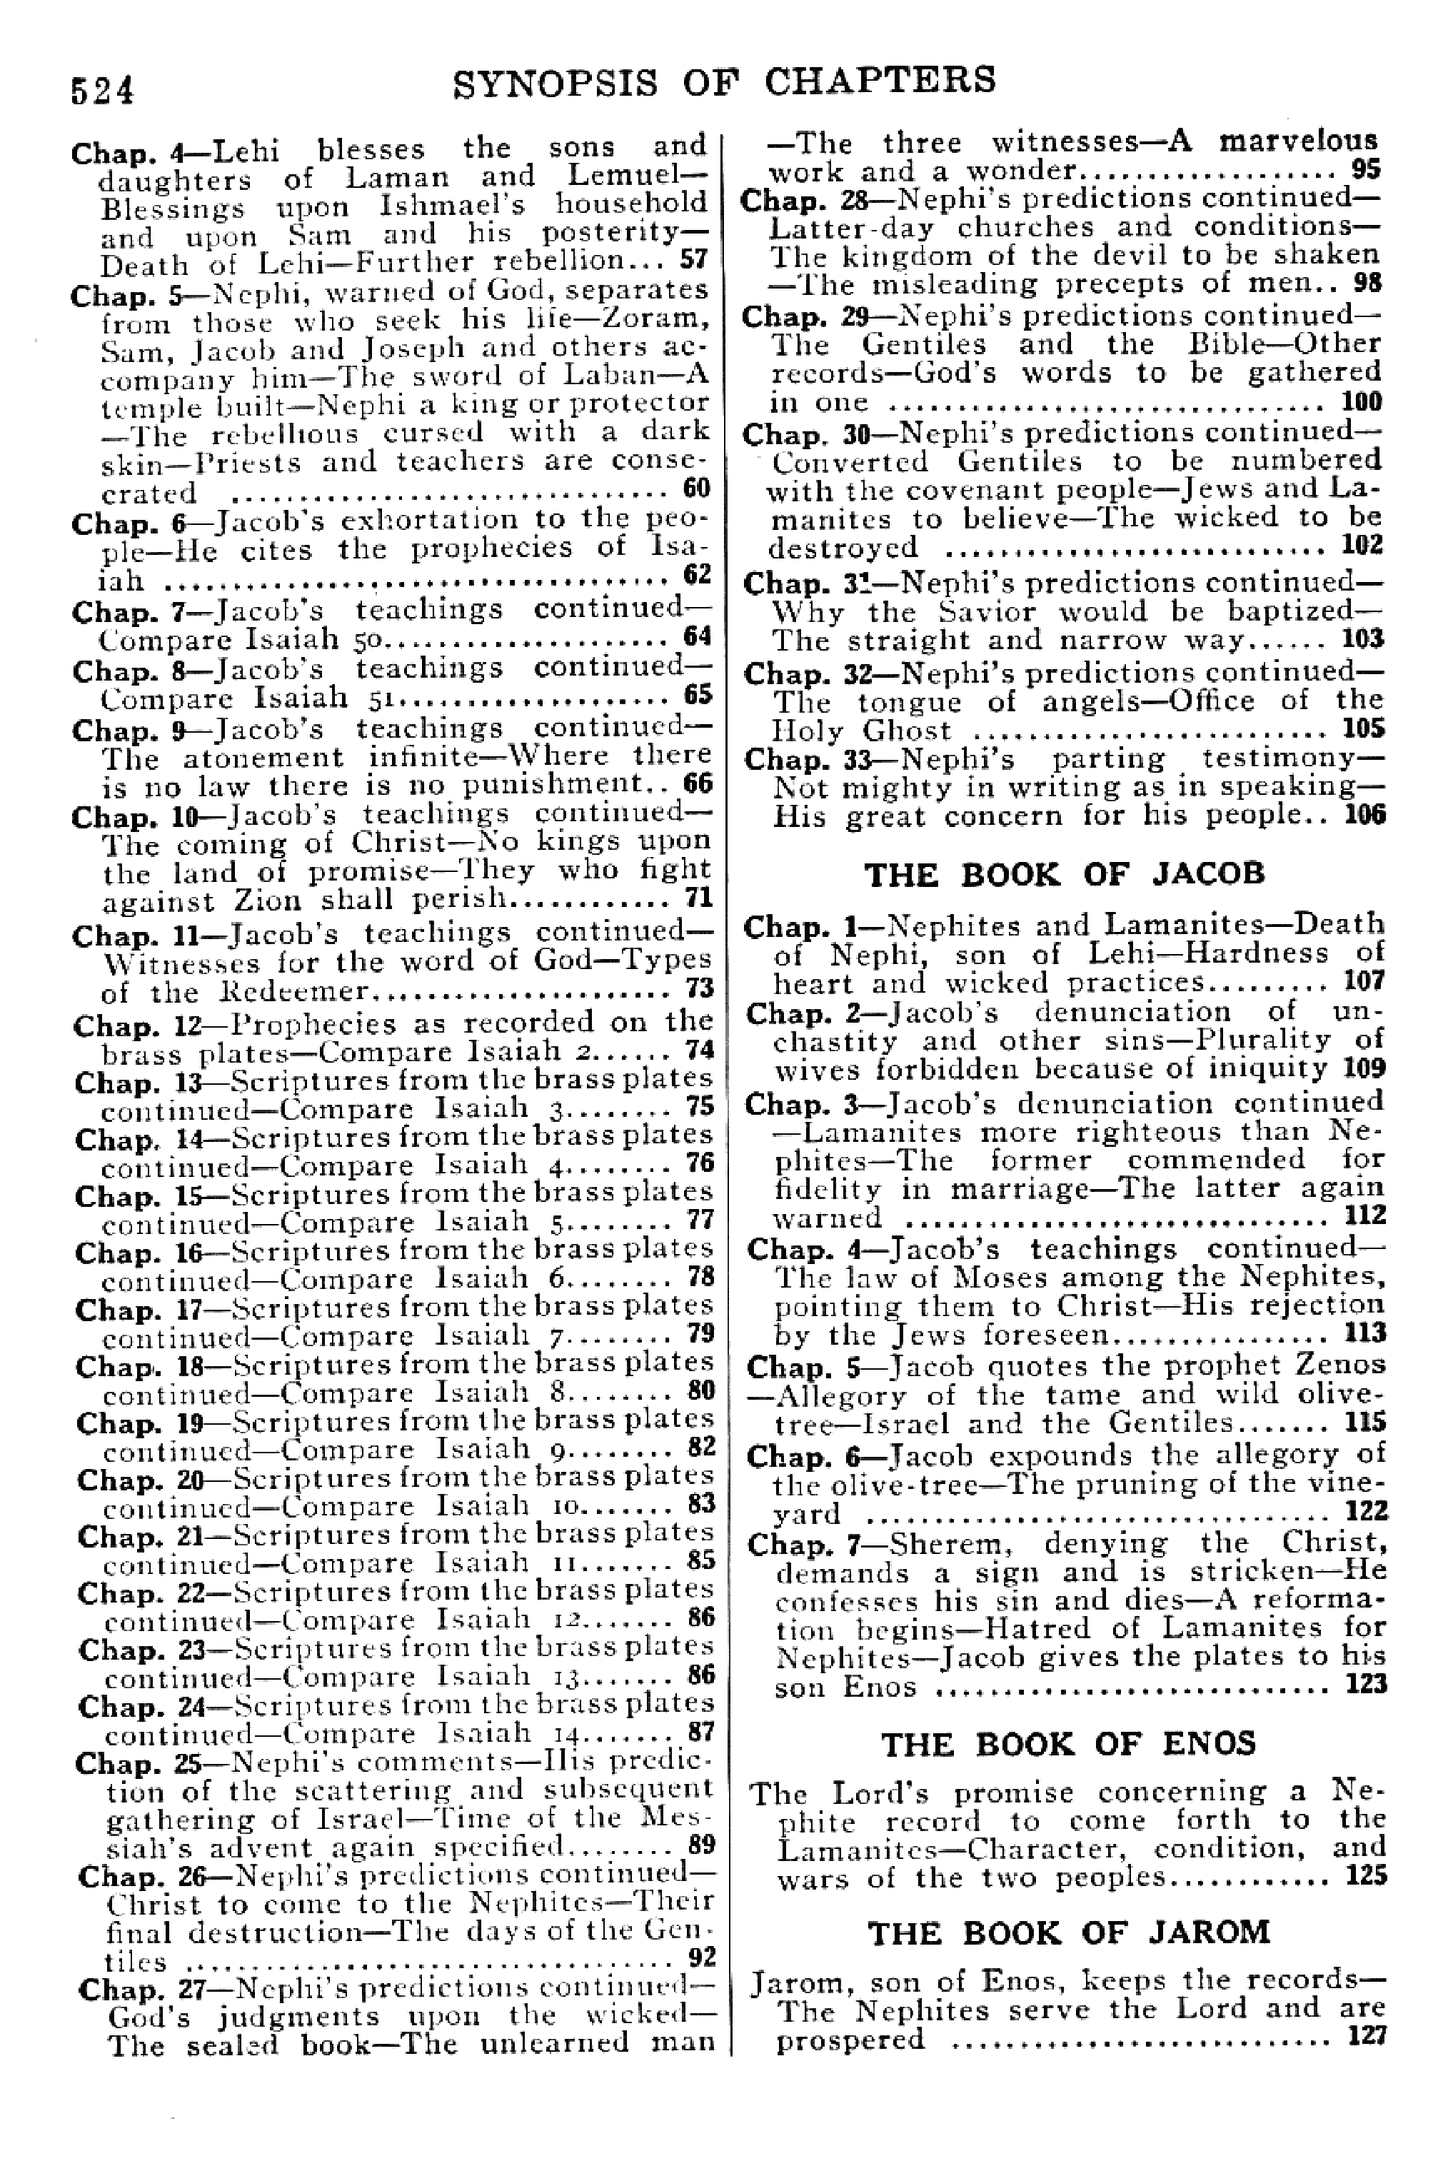 524
SYNOPSIS OF CHAPTERS
Chap. 4—Lehi blesses the sons and
daughters of Laman and Lemuel—
Blessings upon Ishmael's household
and upon Sam and his posterity—
Death of Lehi—Further rebellion... 57
Chap. 5—Nephi, warned of God, separates
from those who seek his life—Zoram,
Sam, Jacob and Joseph and others ac-
company him—The sword of Laban—A
temple built—Nephi a king or protector
—The rebellious cursed with a dark
skin—Priests and teachers are conse-
crated ................................ 60
Chap. 6—Jacob's exhortation to the peo-
ple—He cites the prophecies of Isa-
iah ..................................... 62
Chap. 7—Jacob's teachings continued—
Compare Isaiah 50..................... 64
Chap. 8—Jacob's teachings continued—
Compare Isaiah 51.................... 65
Chap. 9—Jacob's teachings continued—
The atonement infinite—Where there
is no law there is no punishment.. 66
Chap. 10—Jacob's teachings continued—
The coming of Christ—No kings upon
the land of promise—They who fight
against Zion shall perish............ 71
Chap. 11—Jacob's teachings continued—
Witnesses for the word of God—Types
of the Redeemer...................... 73
Chap. 12—Prophecies as recorded on the
brass plates—Compare Isaiah 2...... 74
Chap. 13—Scriptures from the brass plates
continued—Compare Isaiah 3........ 75
Chap. 14—Scriptures from the brass plates
continued—Compare Isaiah 4........ 76
Chap. 15—Scriptures from the brass plates
continued—Compare Isaiah 5........ 77
Chap. 16—Scriptures from the brass plates
continued—Compare Isaiah 6........ 78
Chap. 17—Scriptures from the brass plates
continued—Compare Isaiah 7........ 79
Chap. 18—Scriptures from the brass plates
continued—Compare Isaiah 8........ 80
Chap. 19—Scriptures from the brass plates
continued—Compare Isaiah 9........ 82
Chap. 20—Scriptures from the brass plates
continued—Compare Isaiah 10....... 83
Chap. 21—Scriptures from the brass plates
continued—Compare Isaiah 11....... 85
Chap. 22—Scriptures from the brass plates
continued—Compare Isaiah 12....... 86
Chap. 23—Scriptures from the brass plates
continued—Compare Isaiah 13....... 86
Chap. 24—Scriptures from the brass plates
continued—Compare Isaiah 14....... 87
Chap. 25—Nephi's comments—His predic-
tion of the scattering and subsequent
gathering of Israel—Time of the Mes-
siah's advent again specified........ 89
Chap. 26—Nephi's predictions continued—
Christ to come to the Nephites—Their
final destruction—The days of the Gen-
tiles .................................... 92
Chap. 27—Nephi's predictions continued—
God's judgments upon the wicked—
The sealed book—The unlearned man
—The three witnesses—A marvelous
work and a wonder................... 95
Chap. 28—Nephi's predictions continued—
Latter-day churches and conditions—
The kingdom of the devil to be shaken
—The misleading precepts of men.. 98
Chap. 29—Nephi's predictions continued—
The Gentiles and the Bible—Other
records—God's words to be gathered
in one ................................ 100
Chap. 30—Nephi's predictions continued—
Converted Gentiles to be numbered
with the covenant people—Jews and La-
manites to believe—The wicked to be
destroyed ............................ 102
Chap. 31—Nephi's predictions continued—
Why the Savior would be baptized—
The straight and narrow way...... 103
Chap. 32—Nephi's predictions continued—
The tongue of angels—Office of the
Holy Ghost .......................... 105
Chap. 33—Nephi's parting testimony—
Not mighty in writing as in speaking—
His great concern for his people.. 106
THE BOOK OF JACOB
Chap. 1—Nephites and Lamanites—Death
of Nephi, son of Lehi—Hardness of
heart and wicked practices......... 107
Chap. 2—Jacob's denunciation of un-
chastity and other sins—Plurality of
wives forbidden because of iniquity 109
Chap. 3—Jacob's denunciation continued
—Lamanites more righteous than Ne-
phites—The former commended for
fidelity in marriage—The latter again
warned ............................... 112
Chap. 4—Jacob's teachings continued—
The law of Moses among the Nephites,
pointing them to Christ—His rejection
by the Jews foreseen................ 113
Chap. 5—Jacob quotes the prophet Zenos
—Allegory of the tame and wild olive-
tree—Israel and the Gentiles....... 115
Chap. 6—Jacob expounds the allegory of
the olive-tree—The pruning of the vine-
yard .................................. 122
Chap. 7—Sherem, denying the Christ,
demands a sign and is stricken—He
confesses his sin and dies—A reforma-
tion begins—Hatred of Lamanites for
Nephites—Jacob gives the plates to his
son Enos ............................. 123
THE BOOK OF ENOS
The Lord's promise concerning a Ne-
phite record to come forth to the
Lamanites—Character, condition, and
wars of the two peoples............ 125
THE BOOK OF JAROM
Jarom, son of Enos, keeps the records—
The Nephites serve the Lord and are
prospered ............................ 127